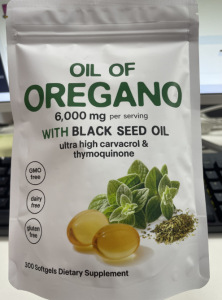 OIL OF
OREGANO
6,000 mg per serving
WITH BLACK SEED OIL
ultra high carvacrol &
thymoquinone
GMO
free
dairy
free
gluten
free
300 Softgels Dietary Supplement